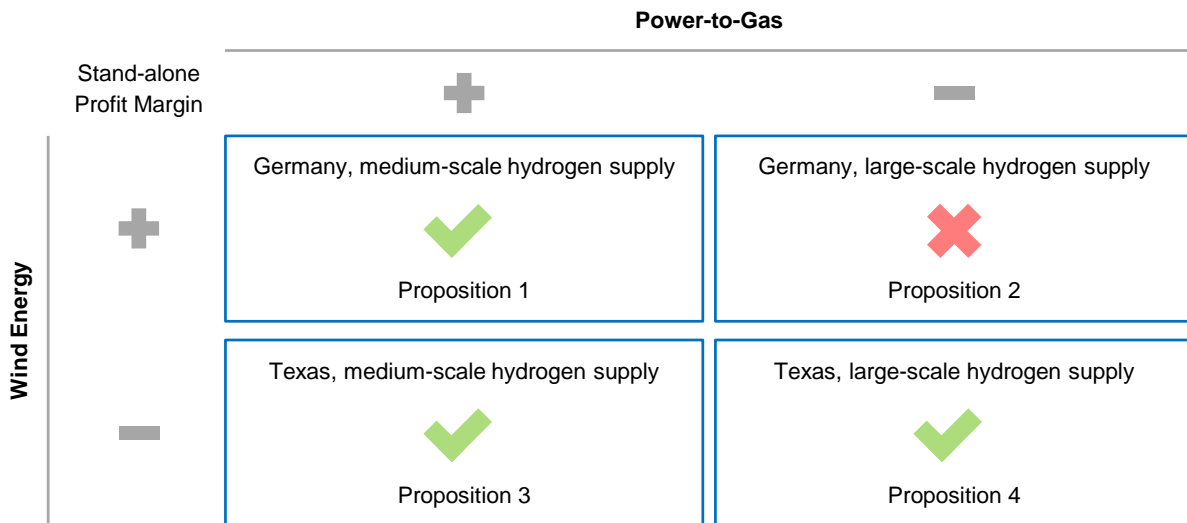 Power-to-Gas
Stand-alone
Profit Margin
Wind Energy
Germany, medium-scale hydrogen supply
Proposition 1
Germany, large-scale hydrogen supply
Proposition 2
Texas, medium-scale hydrogen supply
Proposition 3
Texas, large-scale hydrogen supply
Proposition 4